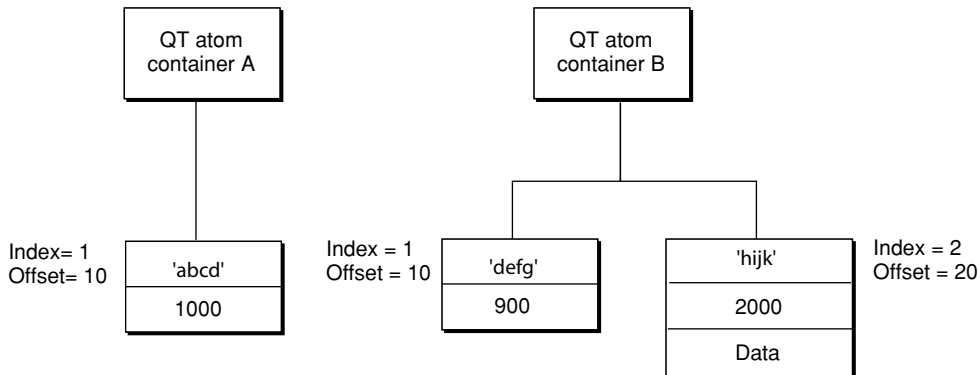 QT atom
container A
QT atom
container B
Index= 1
Offset= 10
'abcd'
1000
Index = 1
Offset = 10
'defg'
900
'hijk'
2000
Data
Index = 2
Offset = 20